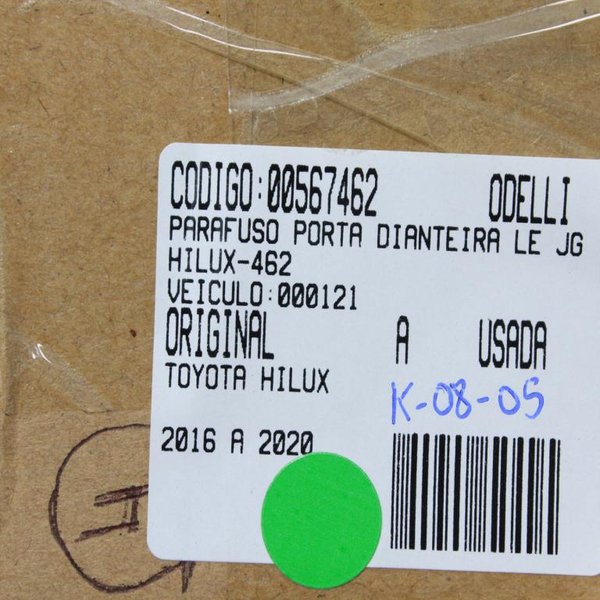 CODIGO:00567462 ODELLI
PARAFUSO PORTA DIANTEIRA LE JG
HILUX-462
VEICULO:000121
ORIGINAL A USADA
TOYOTA HILUX
K-08-05
2016 A 2020
H